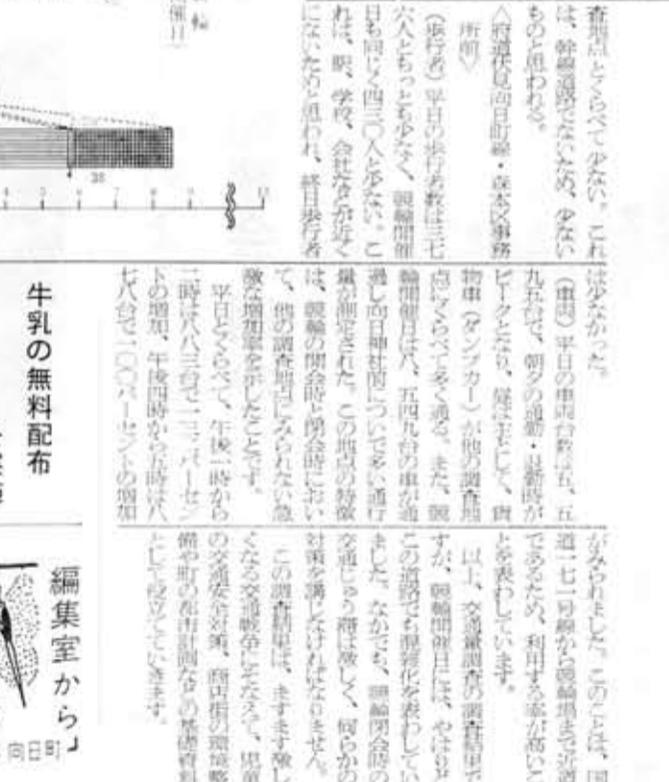 査地点とくらべて少ない。これ
は、幹線道路でないため、少ない
ものと思われる。
〈府道伏見向日町線・森本区事務
所前〉
(歩行者)平日の歩行者数は三七
六人ともっとも少なく、競輪開催
日も同じく四三〇人と少ない。こ
れは、駅、学校、会社などが近く
にないためと思われ、終日歩行者
は少なかった。
(車両)平日の車両台数は五、五
九五台で、朝夕の通勤・退勤時が
ピークとなり、昼はおもにして、貨
物車(ダンプカー)が他の調査地
点にくらべて多く通る。また、競
輪開催日は八、五四九台の車が通
過し向日神社前についで多い通行
量が測定された。この地点の特徴
は、競輪の開会時と閉会時におい
て、他の調査地点にみられない急
激な増加率を示したことです。
平日とくらべて、午後一時から
二時は八八三台で一三二パーセン
トの増加、午後四時から五時は八
七八台で一〇〇パーセントの増加
がみられました。このことは、国
道一七一号線から競輪場まで近道
であるため、利用する率が高いこ
とを表わしています。
以上、交通量調査の調査結果で
すが、競輪開催日には、やはりど
この道路でも混雑化を表わしてい
ました。なかでも、競輪閉会時の
交通じゅう滞は激しく、何らかの
対策を講じなければなりません。
この調査結果は、ますます激し
くなる交通戦争にそなえて、児童
の交通安全対策、商店街の環境整
備や町の都市計画などの基礎資料
として役立てていきます。
輪
催日
38
4 5 6 7 8 9
牛乳の無料配布
編集室から」
向日町